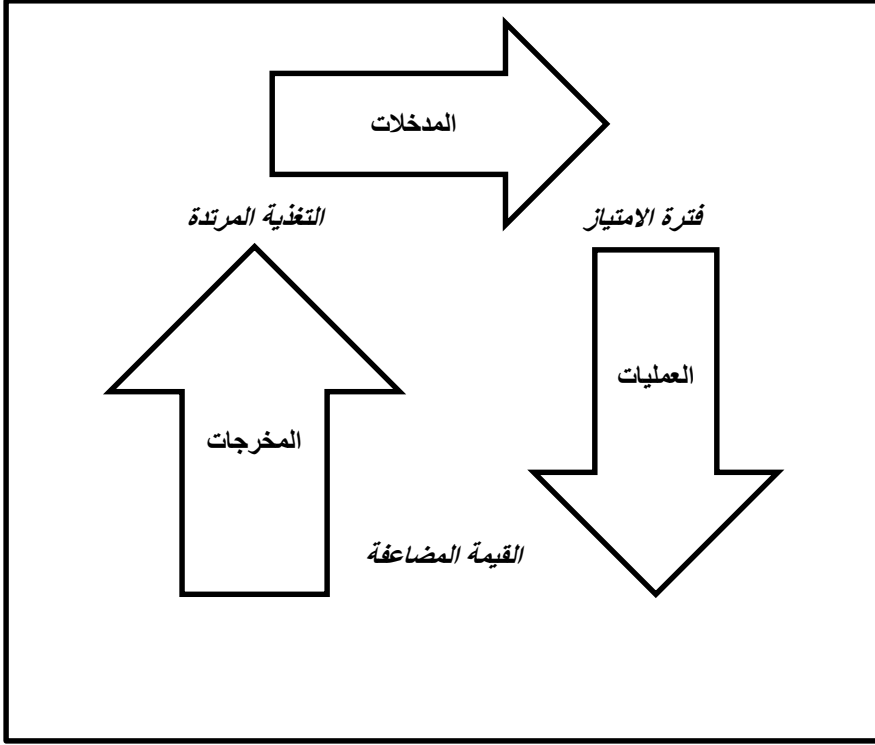 المدخلات
فترة الامتياز
التغذية المرتدة
العمليات
المخرجات
القيمة المضاعفة